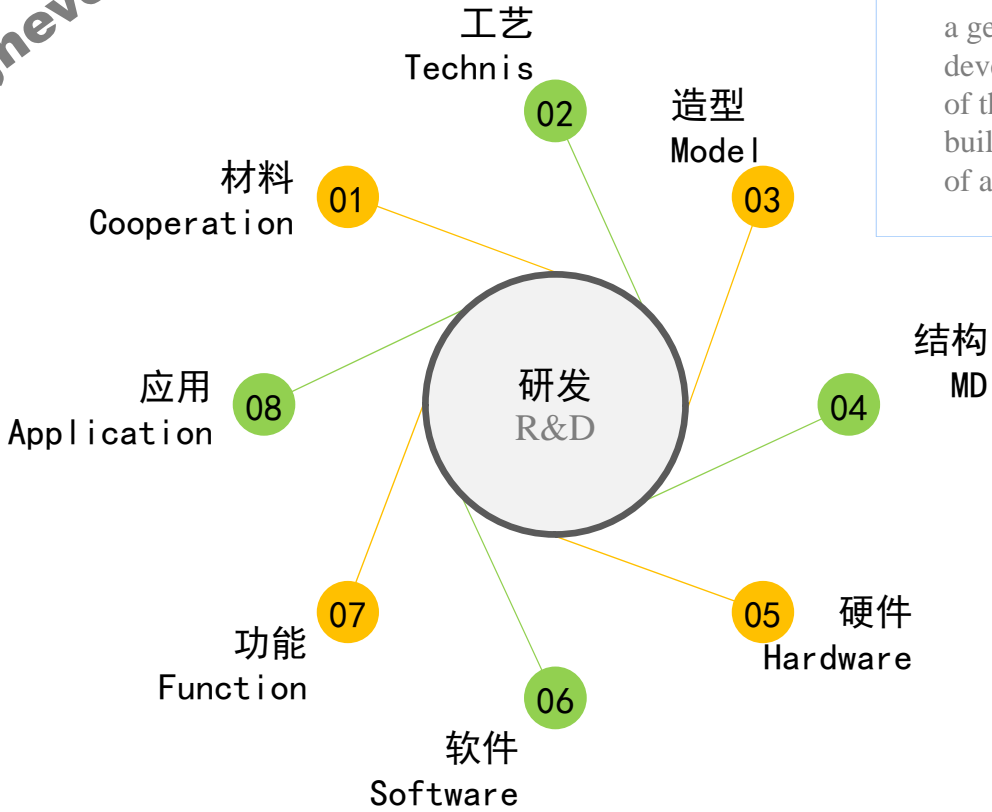 工艺
Technis
02
造型
Model
03
材料
Cooperation
01
结构
MD
04
研发
R&D
应用
Application
08
05
硬件
Hardware
功能
Function
07
06
软件
Software
of a